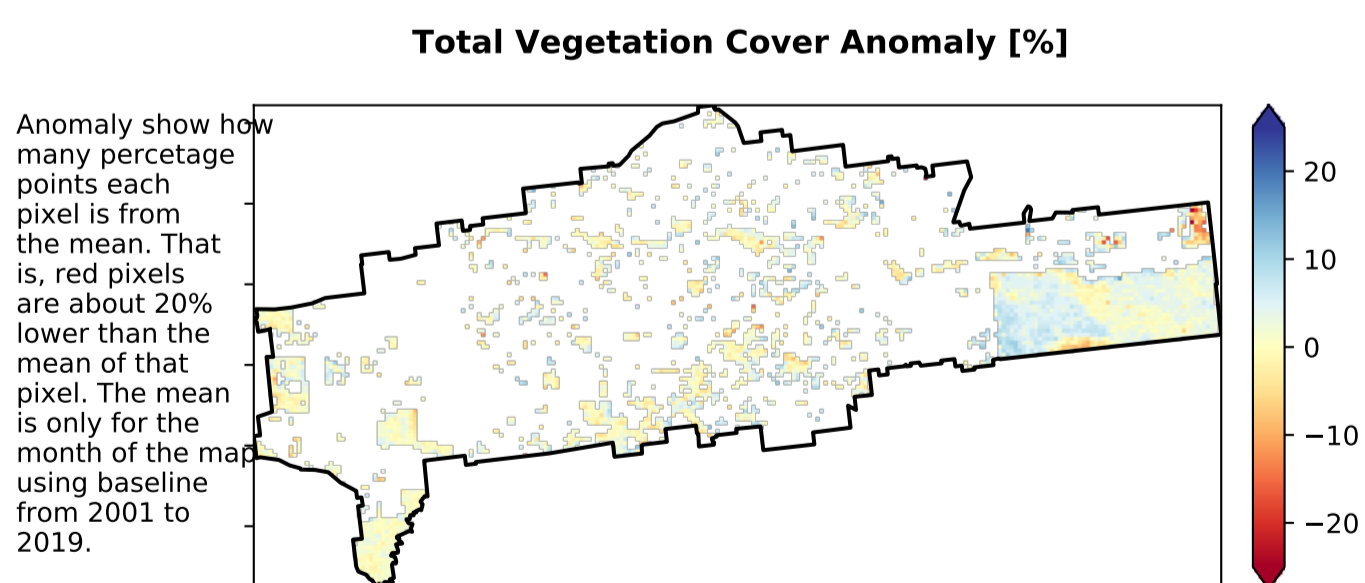 Total Vegetation Cover Anomaly [%]
Anomaly show how
many percetage
points each
pixel is from
the mean. That
is, red pixels
are about 20%
lower than the
mean of that
pixel. The mean
is only for the
month of the map
using baseline
from 2001 to
2019.
20
10
0
−10
−20